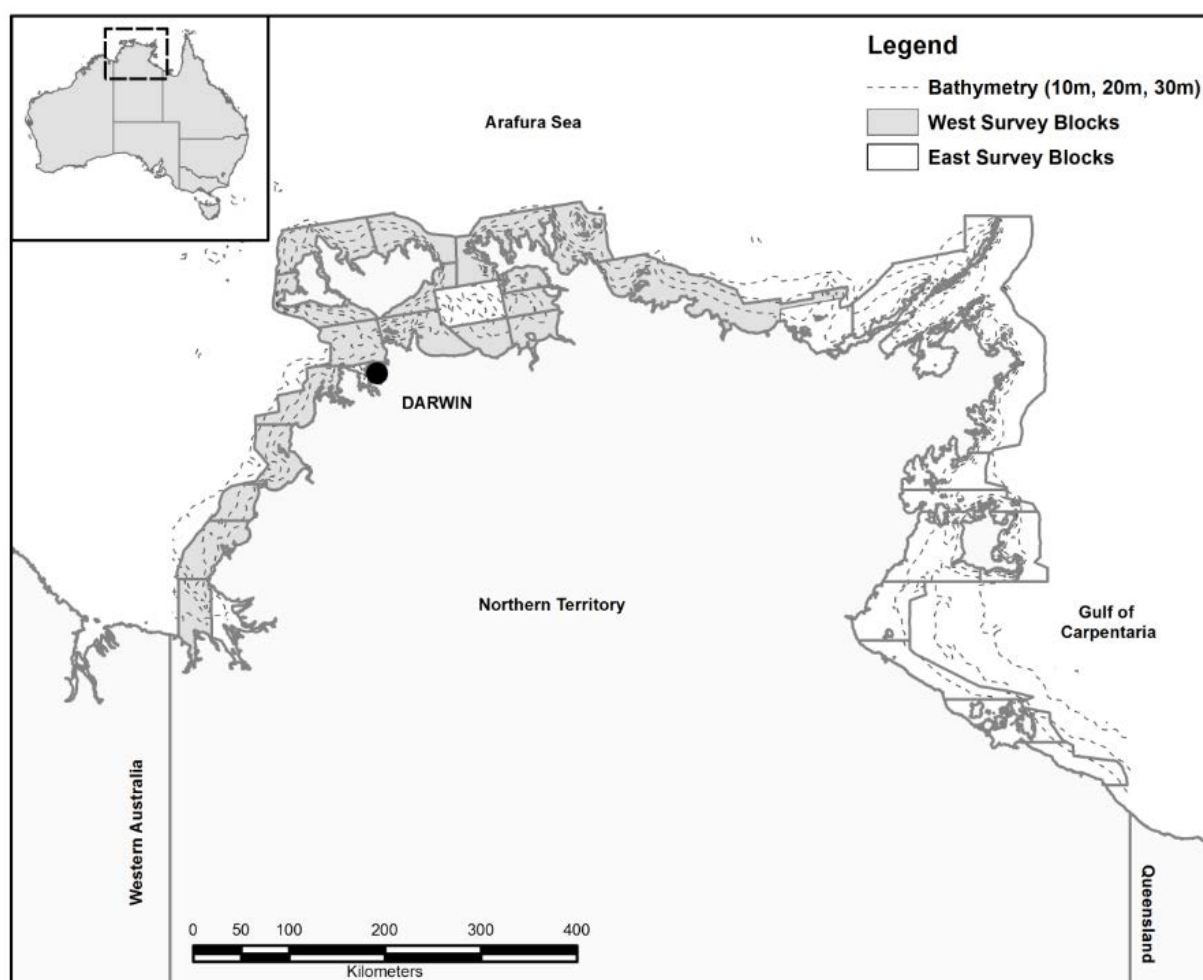 Legend
Bathymetry (10m, 20m, 30m)
West Survey Blocks
East Survey Blocks
Arafura Sea
DARWIN
Northern Territory
Gulf of
Carpentaria
Western Australia
Queensland
0 50 100 200 300 400
Kilometers